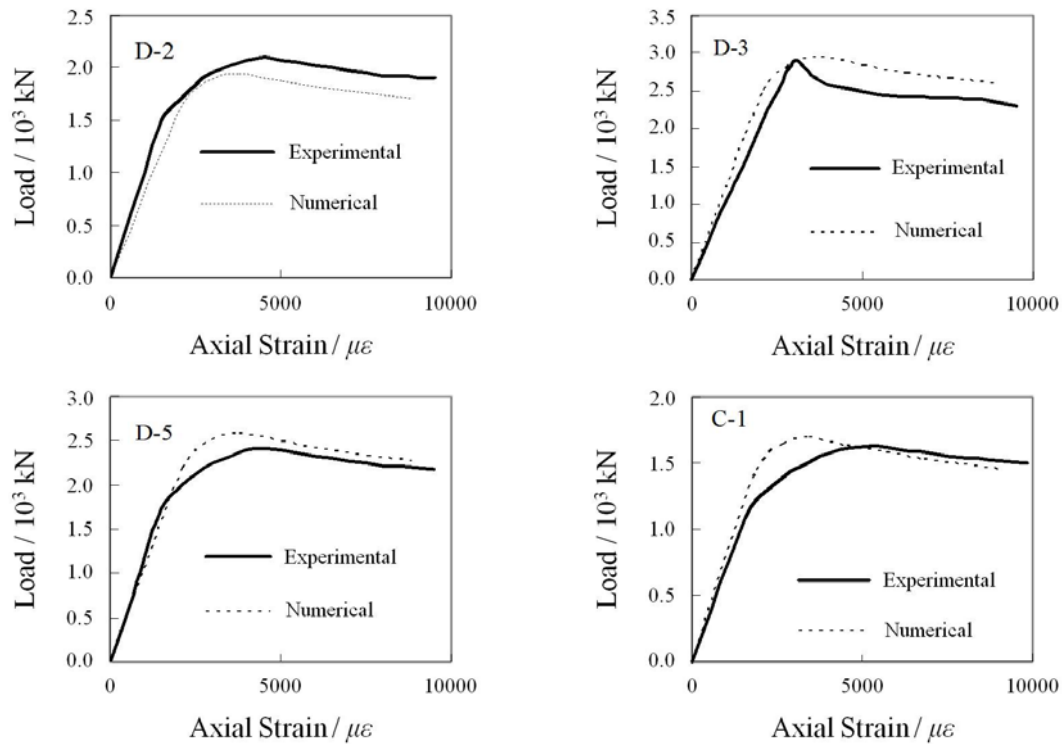 D-2
2.5
2.0
1.5
1.0
0.5
0.0
Load / 10³ kN
Experimental
Numerical
0 5000 10000
Axial Strain / με
D-3
3.5
3.0
2.5
2.0
1.5
1.0
0.5
0.0
Load / 10³ kN
Experimental
Numerical
0 5000 10000
Axial Strain / με
D-5
3.0
2.5
2.0
1.5
1.0
0.5
0.0
Load / 10³ kN
Experimental
Numerical
0 5000 10000
Axial Strain / με
C-1
2.0
1.5
1.0
0.5
0.0
Load / 10³ kN
Experimental
Numerical
0 5000 10000
Axial Strain / με